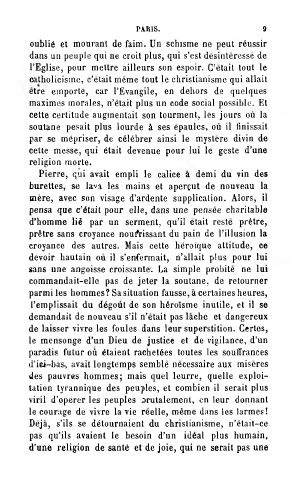 PARIS. 9
oublié et mourant de faim. Un schisme ne peut réussir
dans un peuple qui ne croit plus, qui s'est désintéressé de
l'Eglise, pour mettre ailleurs son espoir. C'était tout le
catholicisme, c'était même tout le christianisme qui allait
être emporté, car l'Évangile, en dehors de quelques
maximes morales, n'était plus un code social possible. Et
cette certitude augmentait son tourment, les jours où la
soutane pesait plus lourde à ses épaules, où il finissait
par se mépriser, de célébrer ainsi le mystère divin de
cette messe, qui était devenue pour lui le geste d'une
religion morte.
Pierre, qui avait empli le calice à demi du vin des
burettes, se lava les mains et aperçut de nouveau la
mère, avec son visage d'ardente supplication. Alors, il
pensa que c'était pour elle, dans une pensée charitable
d'homme lié par un serment, qu'il était resté prêtre,
prêtre sans croyance nourrissant du pain de l'illusion la
croyance des autres. Mais cette héroïque attitude, ce
devoir hautain où il s'enfermait, n'allait plus pour lui
sans une angoisse croissante. La simple probité ne lui
commandait-elle pas de jeter la soutane, de retourner
parmi les hommes? Sa situation fausse, à certaines heures,
l'emplissait du dégoût de son héroïsme inutile, et il se
demandait de nouveau s'il n'était pas lâche et dangereux
de laisser vivre les foules dans leur superstition. Certes,
le mensonge d'un Dieu de justice et de vigilance, d'un
paradis futur où étaient rachetées toutes les souffrances
d'ici-bas, avait longtemps semblé nécessaire aux misères
des pauvres hommes; mais quel leurre, quelle exploi-
tation tyrannique des peuples, et combien il serait plus
viril d'opérer les peuples brutalement, en leur donnant
le courage de vivre la vie réelle, même dans les larmes!
Déjà, s'ils se détournaient du christianisme, n'était-ce
pas qu'ils avaient le besoin d'un idéal plus humain,
d'une religion de santé et de joie, qui ne serait pas une